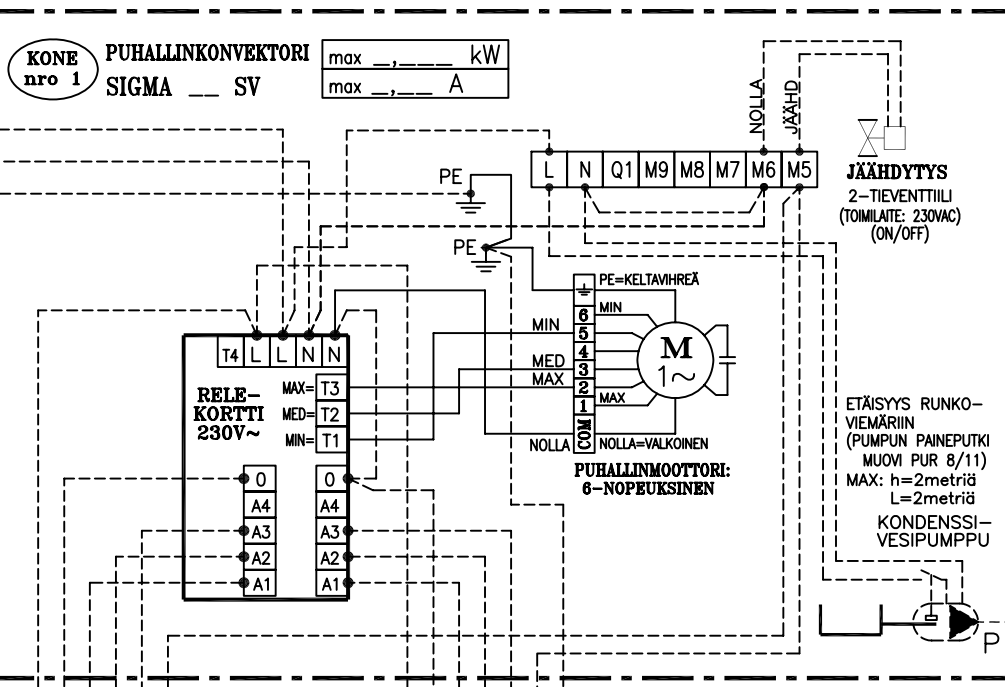 KONE
nro 1
PUHALLINKONVEKTORI
SIGMA __ SV
max __,____ kW
max __,___ A
NOLLA
JÄÄHD
L N Q1 M9 M8 M7 M6 M5
JÄÄHDYTYS
2-TIEVENTTIILI
(TOIMILAITE: 230VAC)
(ON/OFF)
PE
PE
PE=KELTAVIHREÄ
MIN
6
MIN
5
4
MED
3
MAX
2
MAX
1
NOLLA
COM
NOLLA=VALKOINEN
M
1~
PUHALLINMOOTTORI:
6-NOPEUKSINEN
T4 L L N N
RELE-
KORTTI
230V~
MAX= T3
MED= T2
MIN= T1
0 0
A4 A4
A3 A3
A2 A2
A1 A1
ETÄISYYS RUNKO-
VIEMÄRIIN
(PUMPUN PAINEPUTKI
MUOVI PUR 8/11)
MAX: h=2metriä
L=2metriä
KONDENSSI-
VESIPUMPPU
P